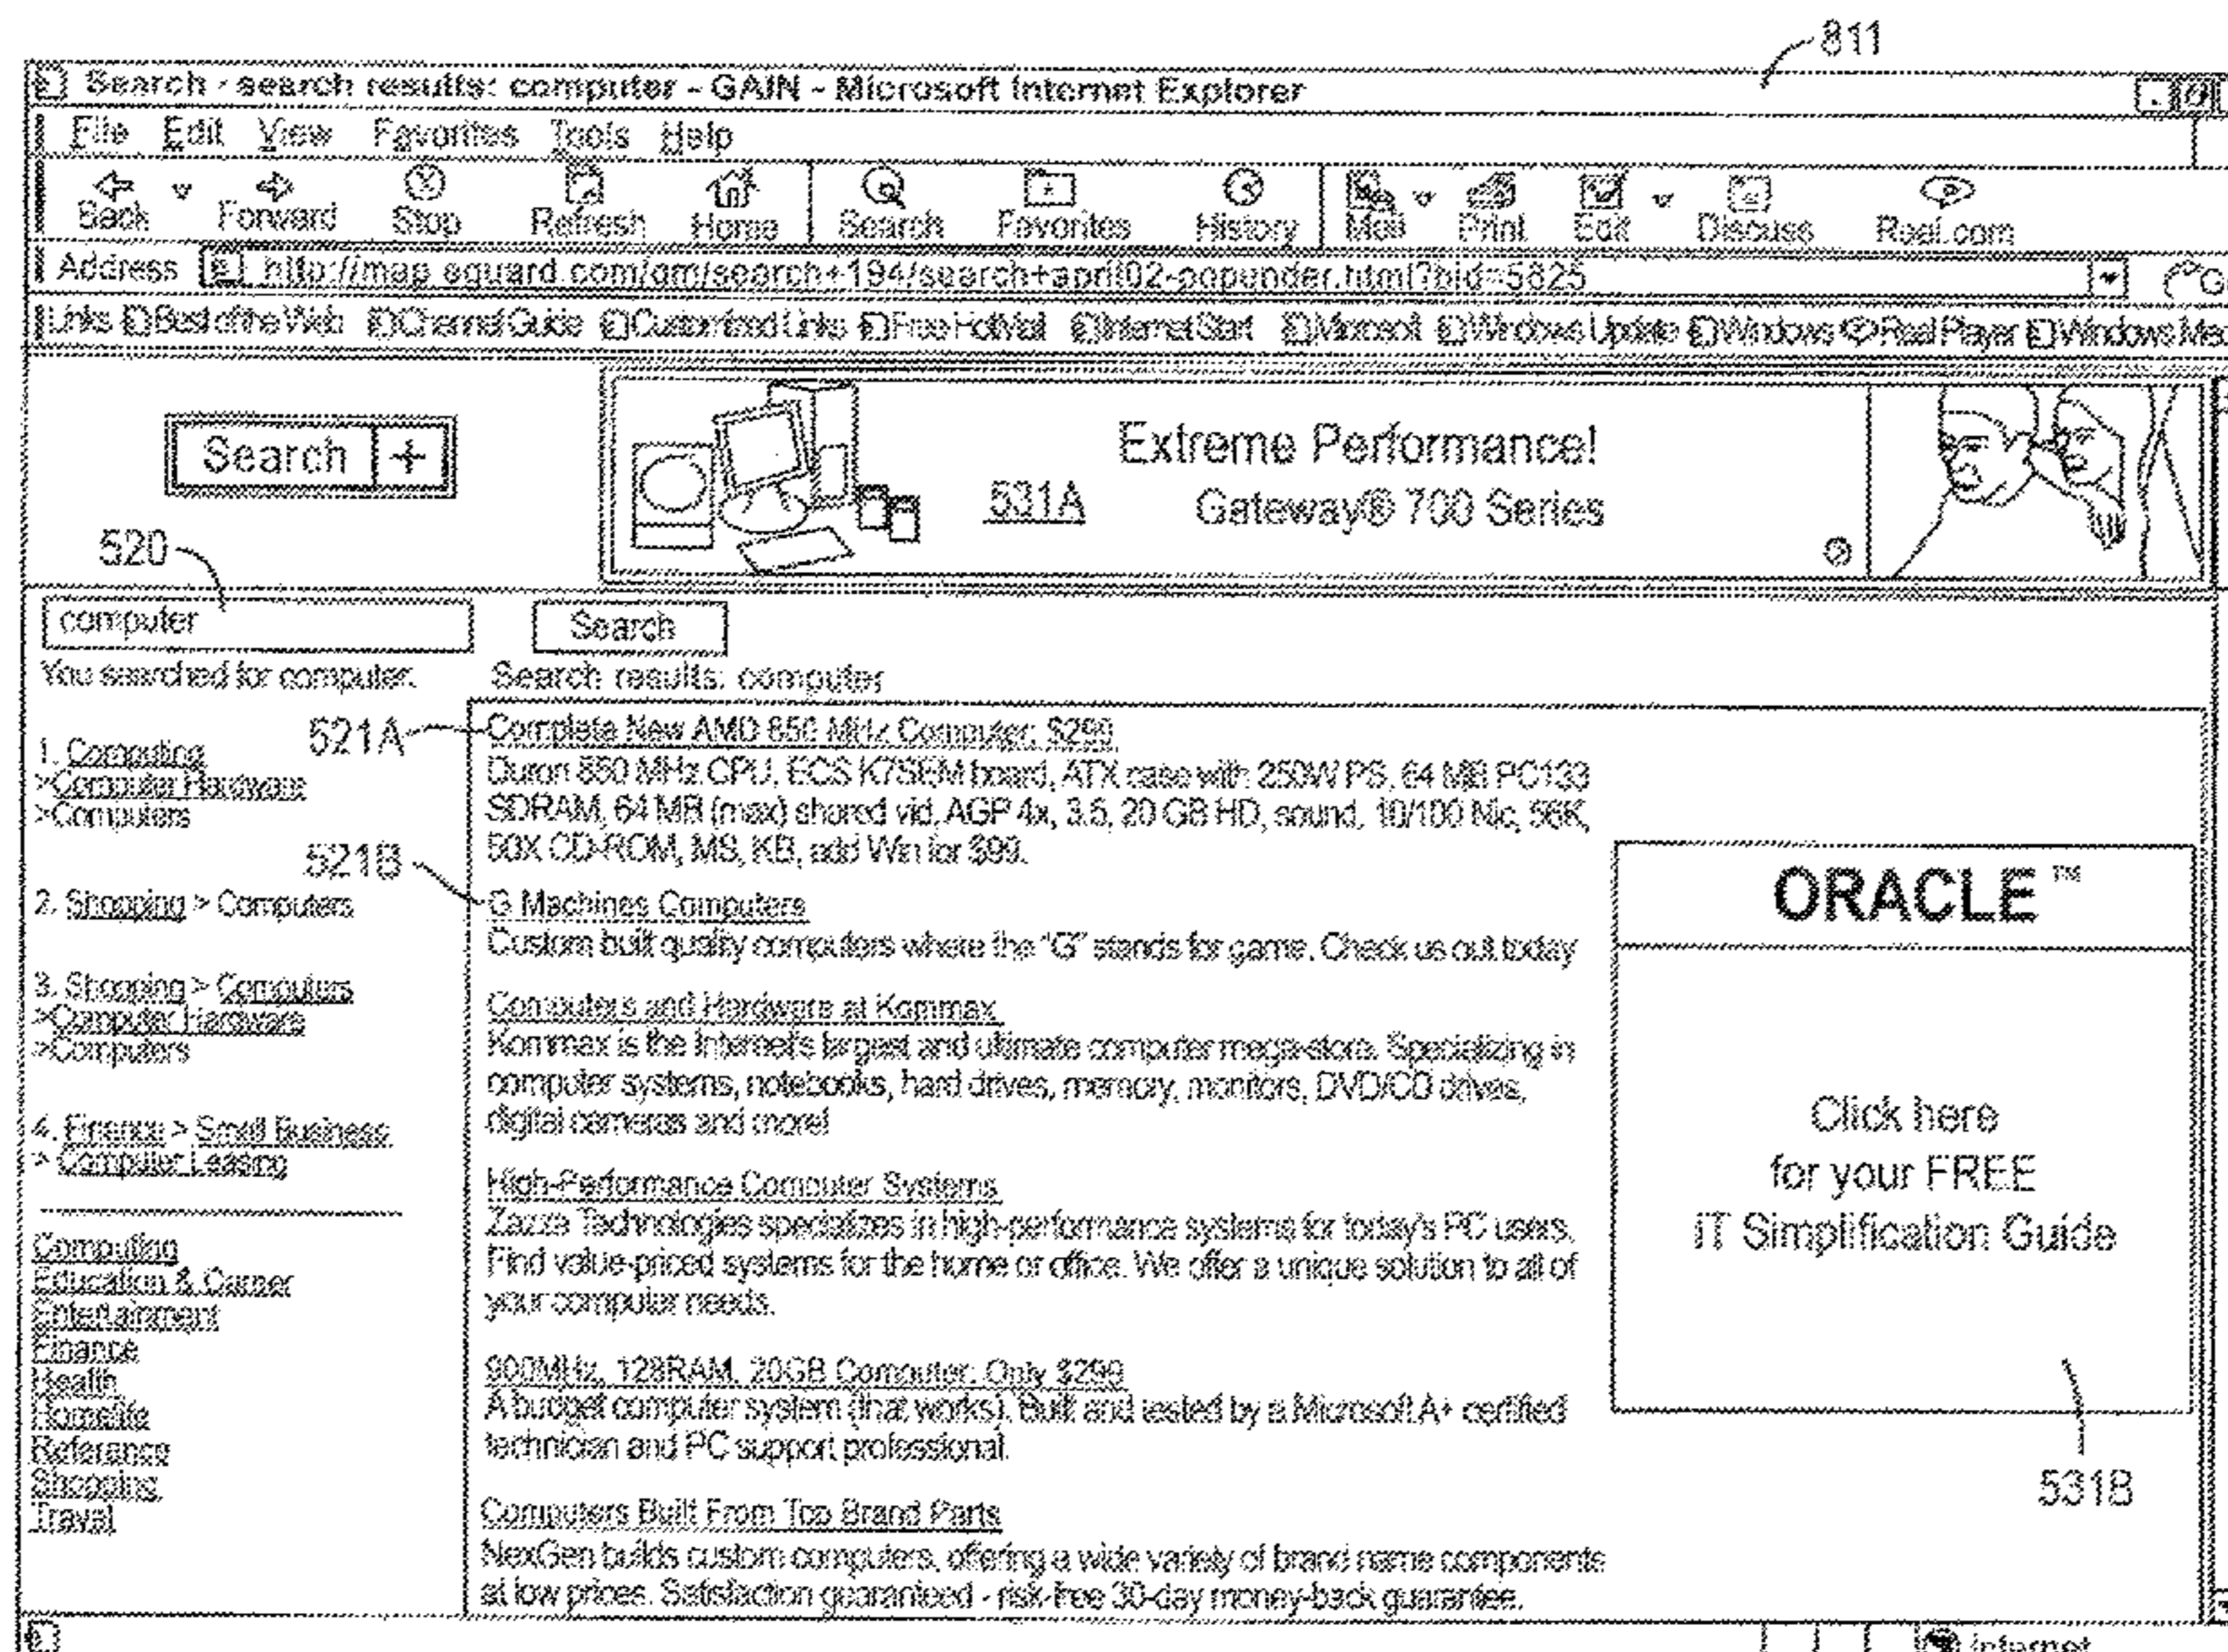 811
Search - search results: computer - GAIN - Microsoft Internet Explorer
File Edit View Favorites Tools Help
Back Forward Stop Refresh Home Search Favorites History Mail Print Edit Discuss Real.com
Address http://map.aguard.com/gm/search+194/search+april02-popunder.html?bid=5825
Links Best of the Web Channel Guide Customized Links Free HotMail Internet Start Microsoft Windows Update Windows Real Player Windows Med
Search +
Extreme Performance!
531A Gateway® 700 Series
520
computer Search
You searched for computer. Search results: computer
1. Computing
>Computer Hardware
>Computers
2. Shopping > Computers
3. Shopping > Computers
>Computer Hardware
>Computers
4. Finance > Small Business
> Computer Leasing
Computing
Education & Career
Entertainment
Finance
Health
Homelife
Reference
Shopping
Travel
521A
Complete New AMD 850 MHz Computer: $299
Duron 850 MHz CPU, ECS K7SEM board, ATX case with 250W PS, 64 MB PC133
SDRAM, 64 MB (max) shared vid, AGP 4x, 3.5, 20 GB HD, sound, 10/100 Nic, 56K,
50X CD-ROM, MS, KB, add Win for $99.
521B
G Machines Computers
Custom built quality computers where the "G" stands for game. Check us out today
Computers and Hardware at Kommax
Kommax is the Internet's largest and ultimate computer mega-store. Specializing in
computer systems, notebooks, hard drives, memory, monitors, DVD/CD drives,
digital cameras and more!
High-Performance Computer Systems
Zazza Technologies specializes in high-performance systems for today's PC users.
Find value-priced systems for the home or office. We offer a unique solution to all of
your computer needs.
900MHz, 128RAM, 20GB Computer: Only $299
A budget computer system (that works). Built and tested by a Microsoft A+ certified
technician and PC support professional.
Computers Built From Top Brand Parts
NexGen builds custom computers, offering a wide variety of brand name components
at low prices. Satisfaction guaranteed - risk-free 30-day money-back guarantee.
ORACLE™
Click here
for your FREE
IT Simplification Guide
531B
Internet